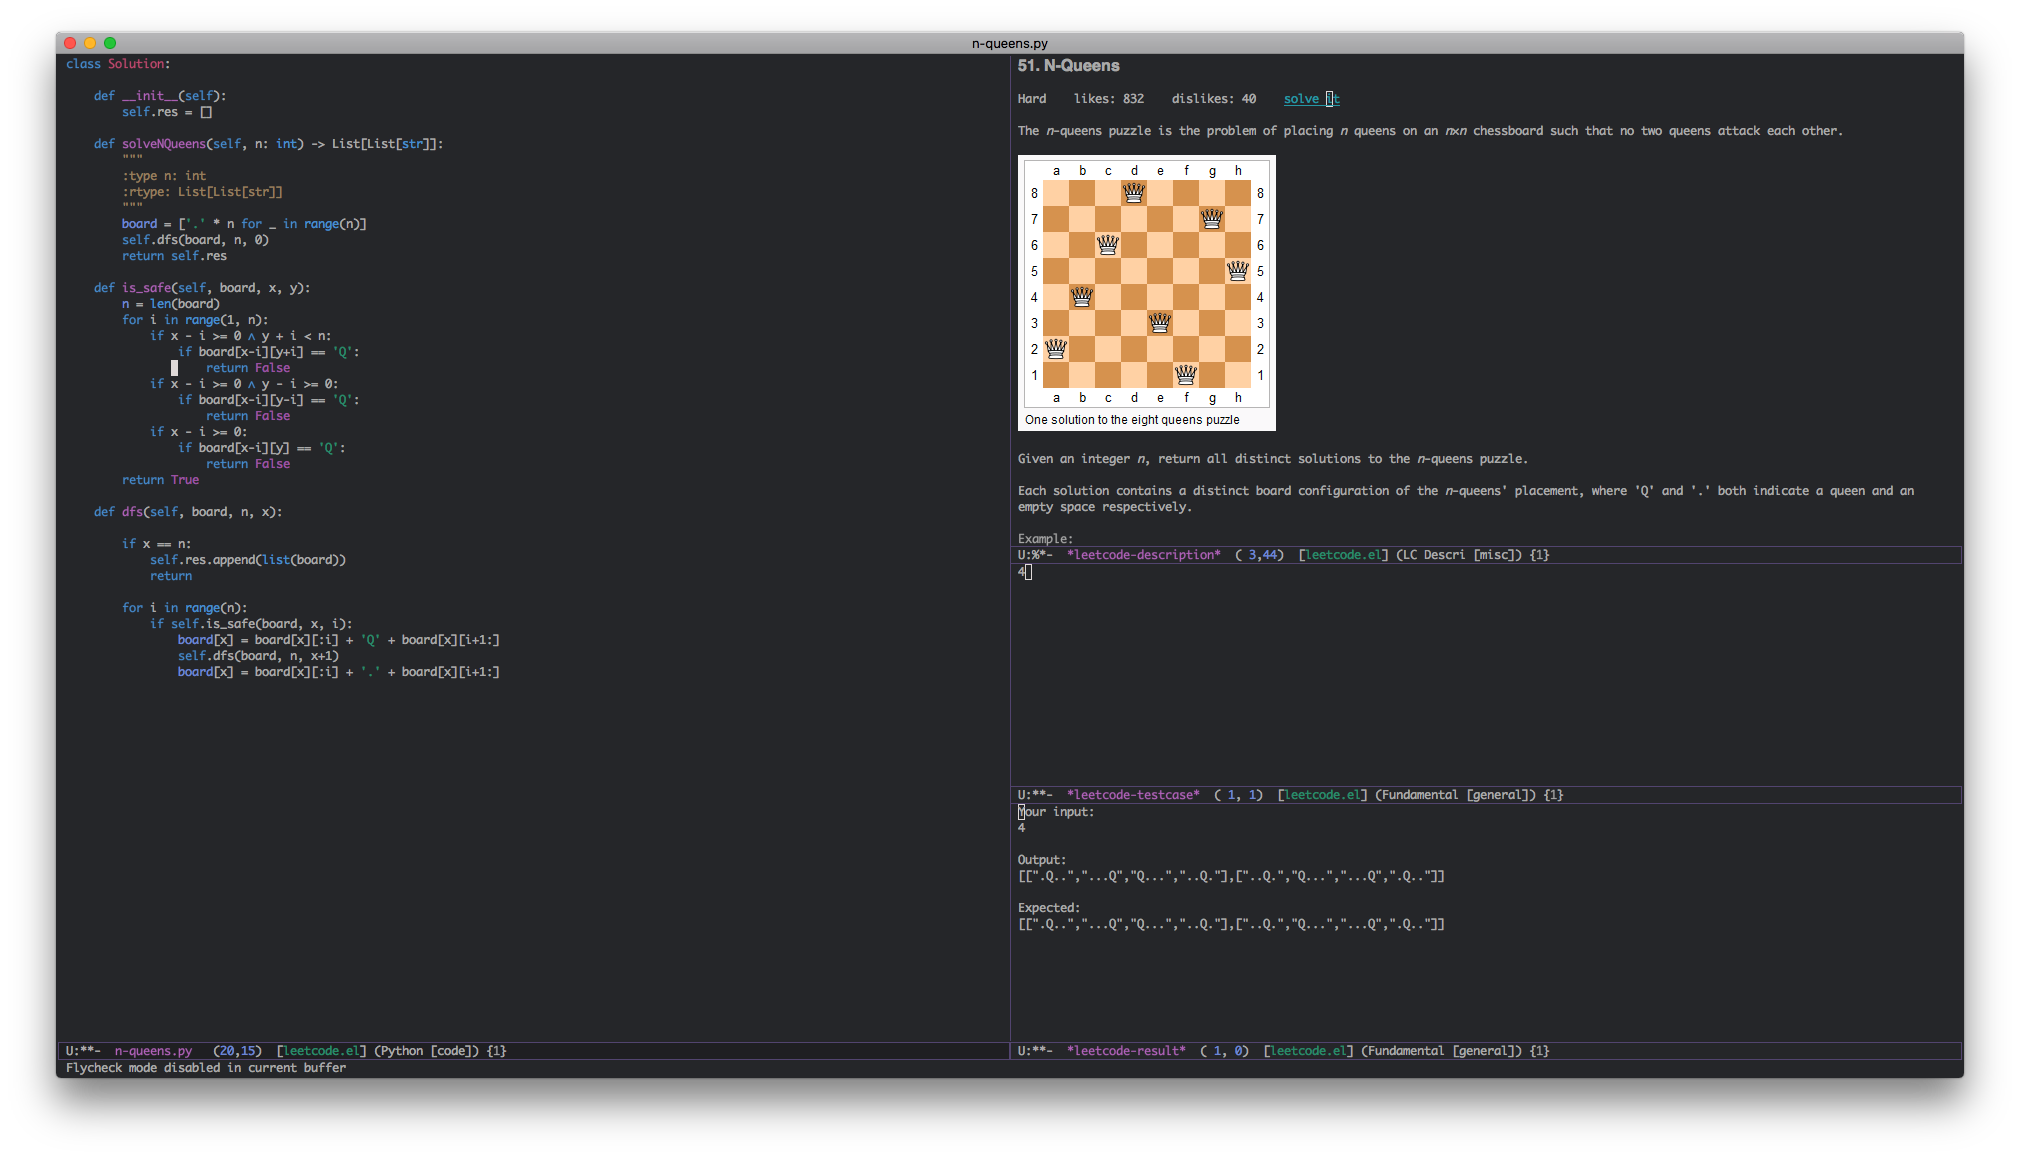 n-queens.py
class Solution:
def __init__(self):
self.res = []
def solveNQueens(self, n: int) -> List[List[str]]:
"""
:type n: int
:rtype: List[List[str]]
"""
board = ['.' * n for _ in range(n)]
self.dfs(board, n, 0)
return self.res
def is_safe(self, board, x, y):
n = len(board)
for i in range(1, n):
if x - i >= 0 ∧ y + i < n:
if board[x-i][y+i] == 'Q':
return False
if x - i >= 0 ∧ y - i >= 0:
if board[x-i][y-i] == 'Q':
return False
if x - i >= 0:
if board[x-i][y] == 'Q':
return False
return True
def dfs(self, board, n, x):
if x == n:
self.res.append(list(board))
return
for i in range(n):
if self.is_safe(board, x, i):
board[x] = board[x][:i] + 'Q' + board[x][i+1:]
self.dfs(board, n, x+1)
board[x] = board[x][:i] + '.' + board[x][i+1:]
U:**-  n-queens.py   (20,15)  [leetcode.el] (Python [code]) {1}
Flycheck mode disabled in current buffer
51. N-Queens
Hard    likes: 832    dislikes: 40    solve it
The n-queens puzzle is the problem of placing n queens on an n×n chessboard such that no two queens attack each other.
a b c d e f g h
8 8
7 7
6 6
5 5
4 4
3 3
2 2
1 1
a b c d e f g h
One solution to the eight queens puzzle
Given an integer n, return all distinct solutions to the n-queens puzzle.
Each solution contains a distinct board configuration of the n-queens' placement, where 'Q' and '.' both indicate a queen and an
empty space respectively.
Example:
U:%*-  *leetcode-description*  ( 3,44)  [leetcode.el] (LC Descri [misc]) {1}
4
U:**-  *leetcode-testcase*  ( 1, 1)  [leetcode.el] (Fundamental [general]) {1}
Your input:
4
Output:
[[".Q..","...Q","Q...","..Q."],["..Q.","Q...","...Q",".Q.."]]
Expected:
[[".Q..","...Q","Q...","..Q."],["..Q.","Q...","...Q",".Q.."]]
U:**-  *leetcode-result*  ( 1, 0)  [leetcode.el] (Fundamental [general]) {1}